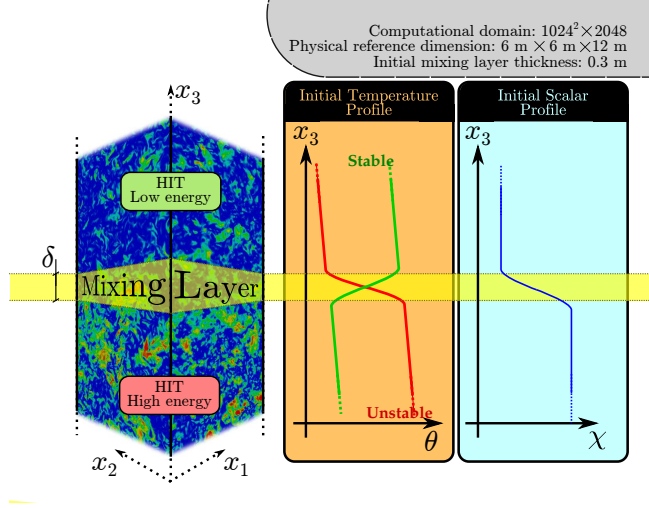 Computational domain: 1024²×2048
Physical reference dimension: 6 m ×6 m×12 m
Initial mixing layer thickness: 0.3 m
x₃
Initial Temperature
Profile
Initial Scalar
Profile
x₃
x₃
Stable
HIT
Low energy
δ
Mixing Layer
HIT
High energy
Unstable
θ
χ
x₂
x₁